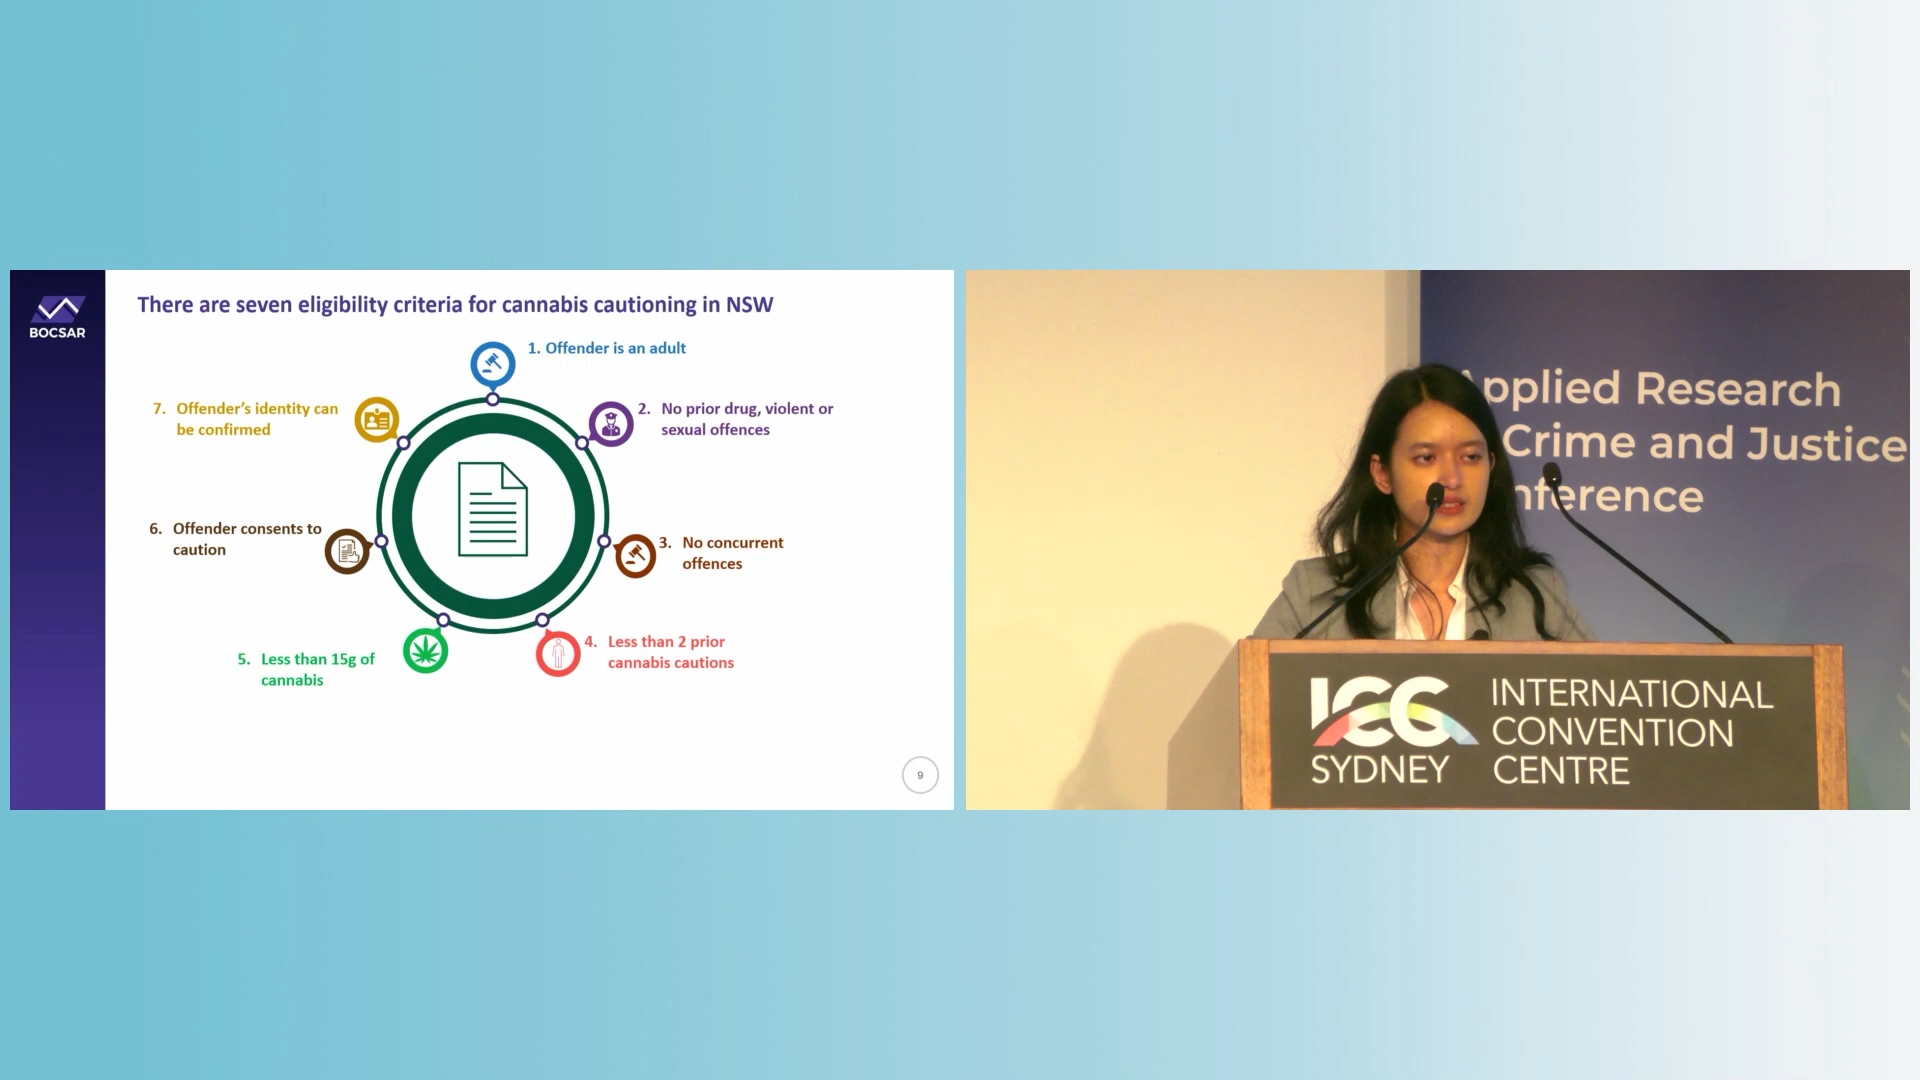 BOCSAR
There are seven eligibility criteria for cannabis cautioning in NSW
1. Offender is an adult
2. No prior drug, violent or
sexual offences
3. No concurrent
offences
4. Less than 2 prior
cannabis cautions
5. Less than 15g of
cannabis
6. Offender consents to
caution
7. Offender's identity can
be confirmed
9
Applied Research
Crime and Justice
ICC
SYDNEY
INTERNATIONAL
CONVENTION
CENTRE